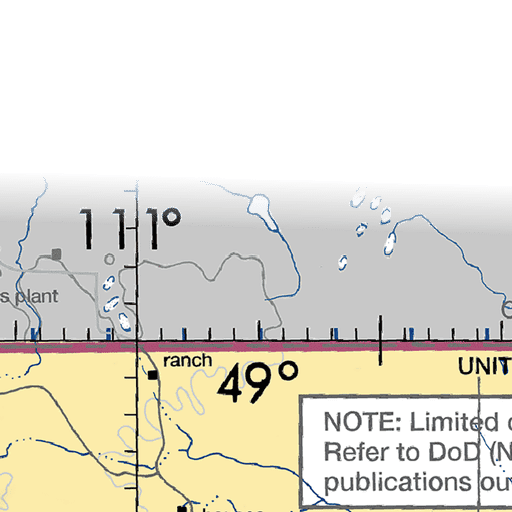 111°
s plant
ranch
49°
UNIT
NOTE: Limited
Refer to DoD (N
publications ou